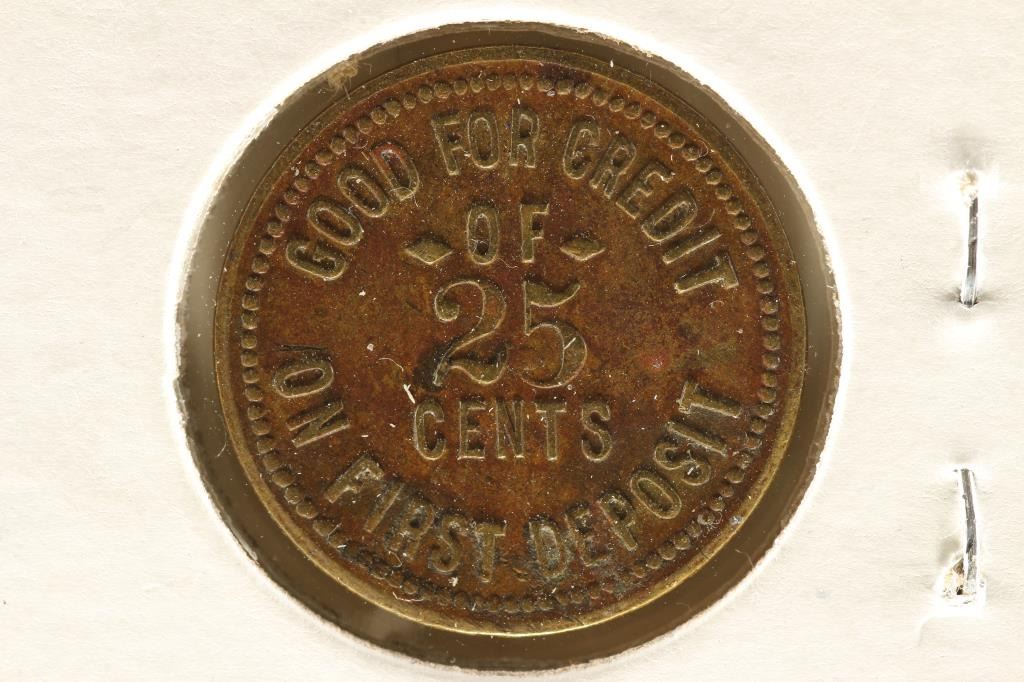 GOOD FOR CREDIT
OF
25
CENTS
ON FIRST DEPOSIT